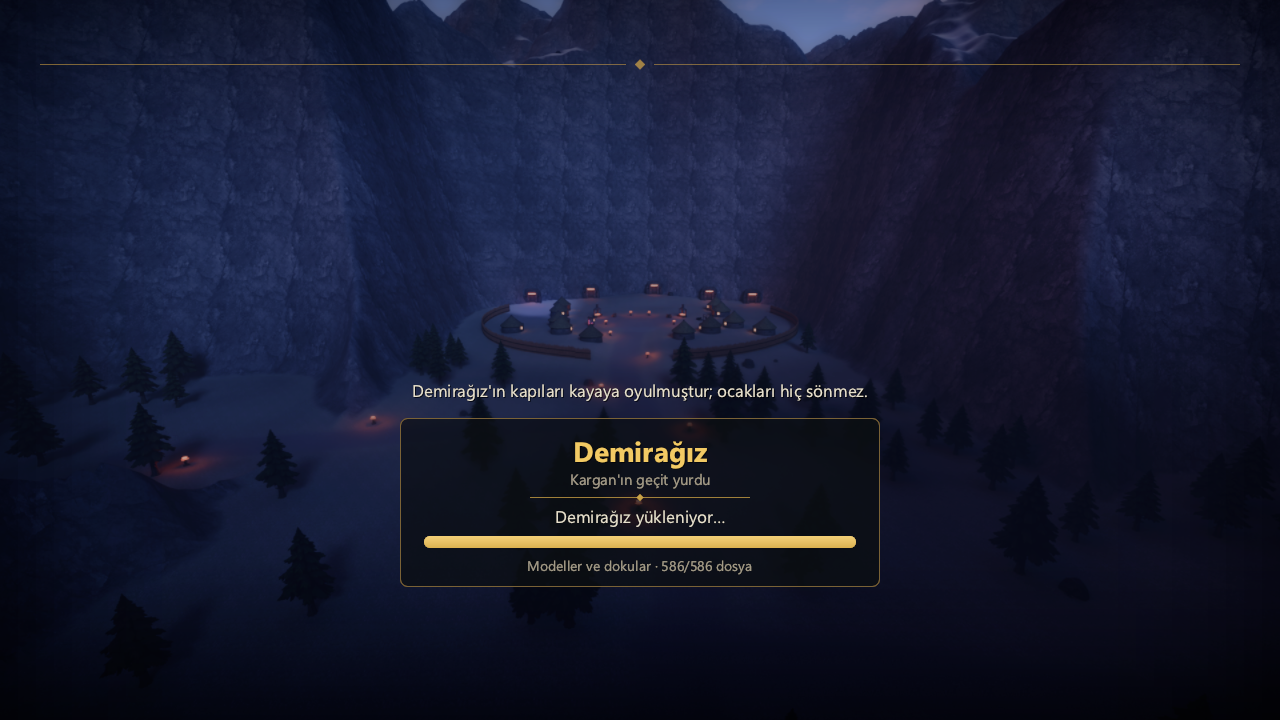 Demirağız'ın kapıları kayaya oyulmuştur; ocakları hiç sönmez.
Demirağız
Kargan'ın geçit yurdu
Demirağız yükleniyor...
Modeller ve dokular · 586/586 dosya